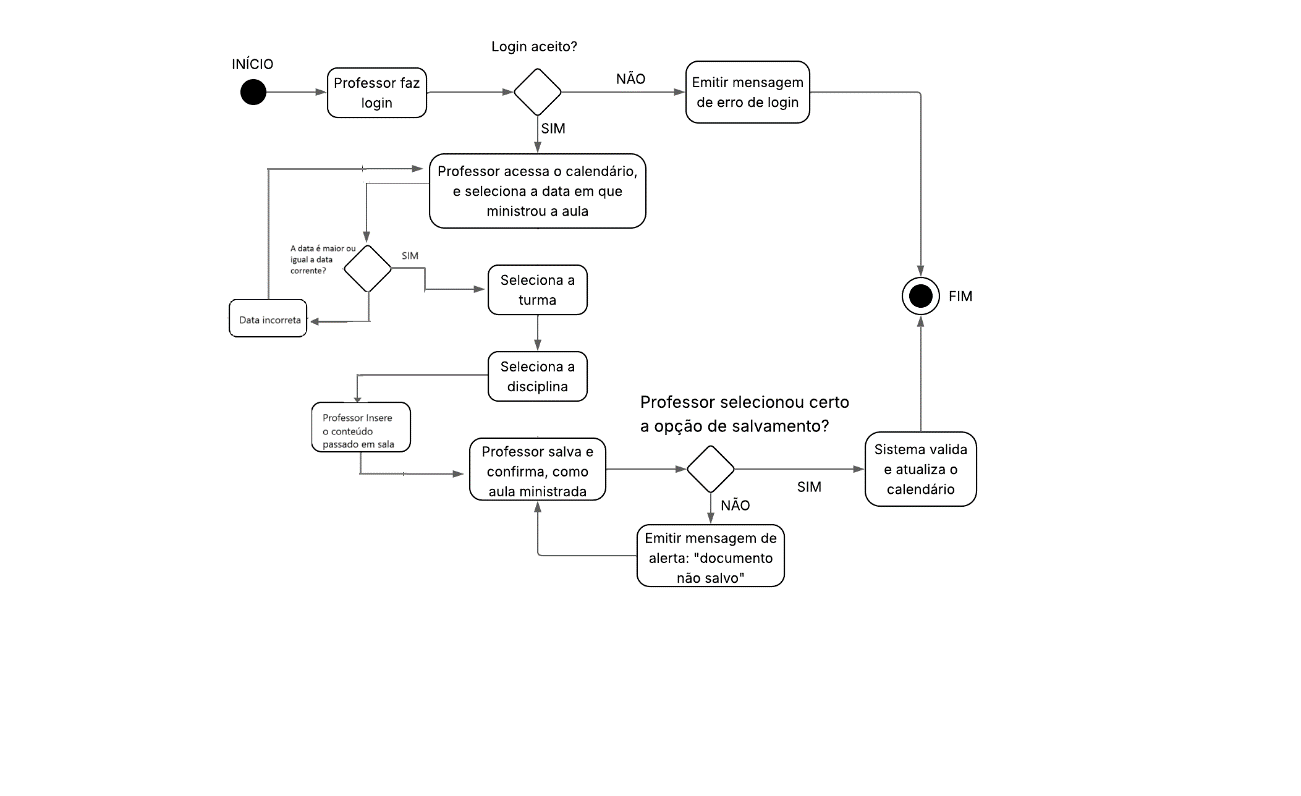 Login aceito?
INÍCIO
Professor faz
login
NÃO
Emitir mensagem
de erro de login
SIM
Professor acessa o calendário,
e seleciona a data em que
ministrou a aula
A data é maior ou
igual a data
corrente?
SIM
Seleciona a
turma
Data incorreta
FIM
Seleciona a
disciplina
Professor Insere
o conteúdo
passado em sala
Professor selecionou certo
a opção de salvamento?
Professor salva e
confirma, como
aula ministrada
SIM
Sistema valida
e atualiza o
calendário
NÃO
Emitir mensagem de
alerta: "documento
não salvo"